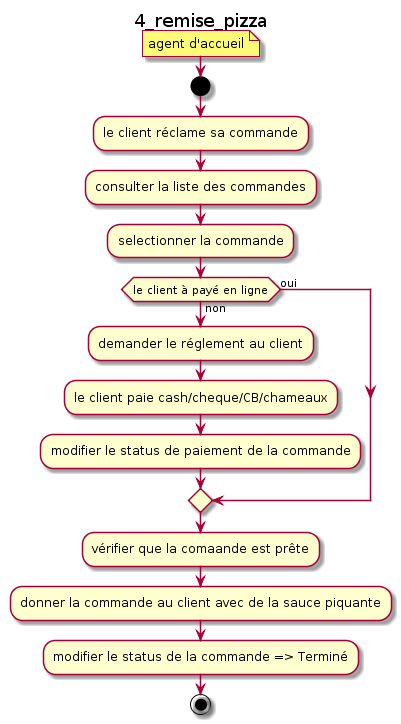 4_remise_pizza
agent d'accueil
le client réclame sa commande
consulter la liste des commandes
selectionner la commande
le client à payé en ligne
oui
non
demander le réglement au client
le client paie cash/cheque/CB/chameaux
modifier le status de paiement de la commande
vérifier que la comaande est prête
donner la commande au client avec de la sauce piquante
modifier le status de la commande => Terminé